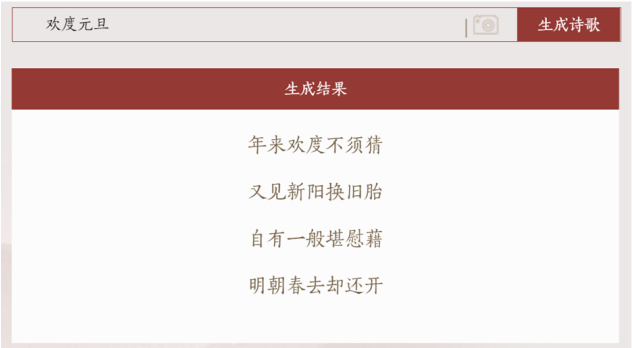 欢度元旦
生成诗歌
生成结果
年来欢度不须猜
又见新阳换旧胎
自有一般堪慰藉
明朝春去却还开